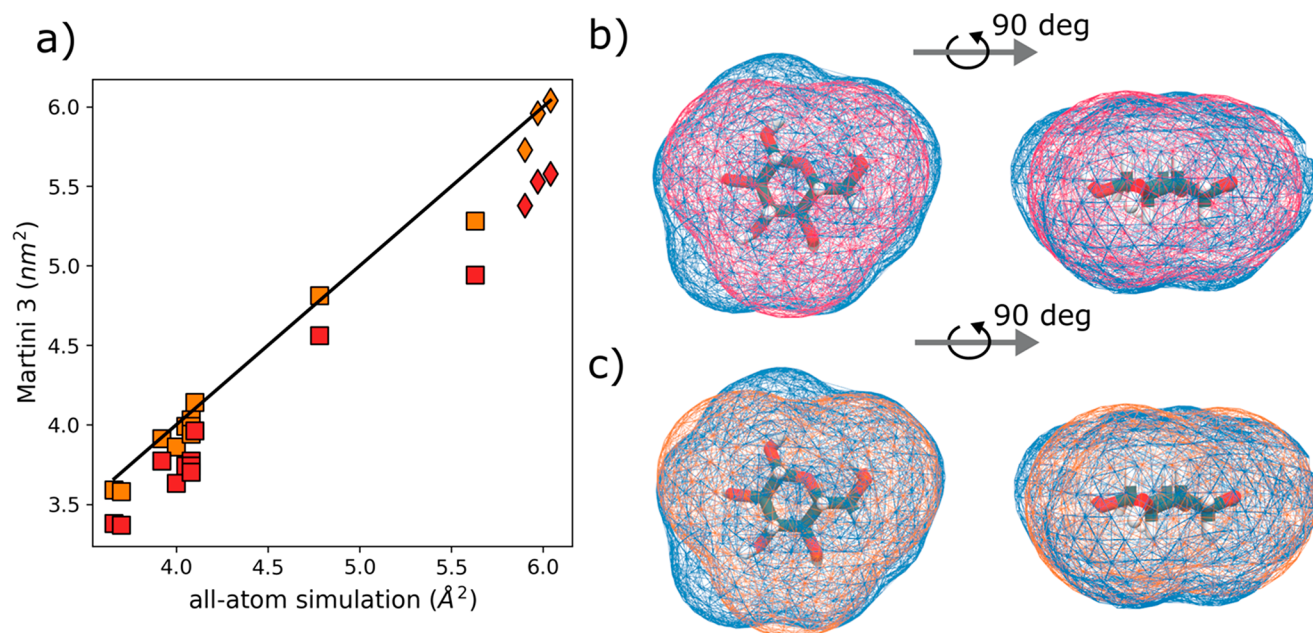 a)
6.0
5.5
5.0
4.5
4.0
3.5
Martini 3 (nm²)
4.0 4.5 5.0 5.5 6.0
all-atom simulation (Å²)
b)
90 deg
c)
90 deg